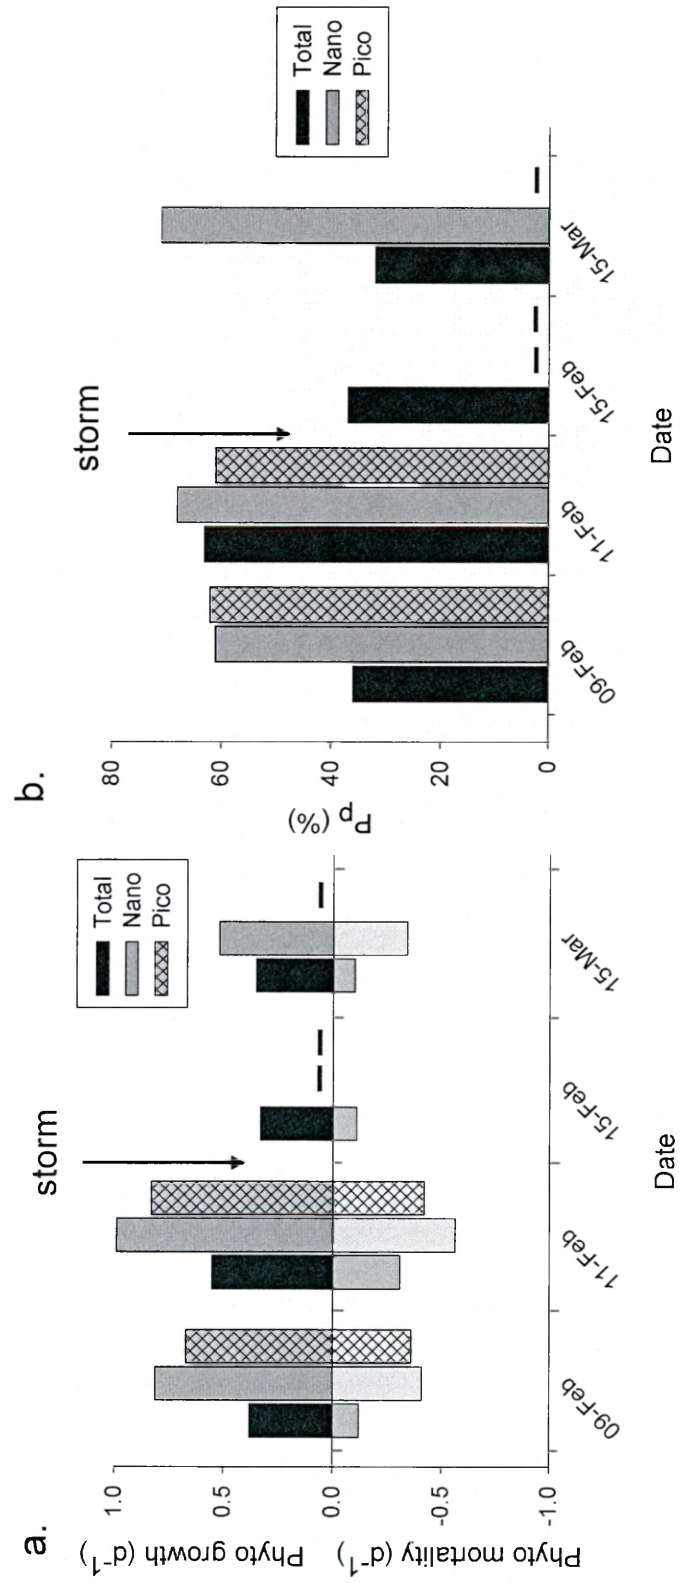 a.
Phyto growth (d-1)
Phyto mortality (d-1)
1.0
0.5
0.0
-0.5
-1.0
storm
Total
Nano
Pico
09-Feb
11-Feb
15-Feb
15-Mar
Date
b.
Pp (%)
80
60
40
20
0
storm
Total
Nano
Pico
09-Feb
11-Feb
15-Feb
15-Mar
Date